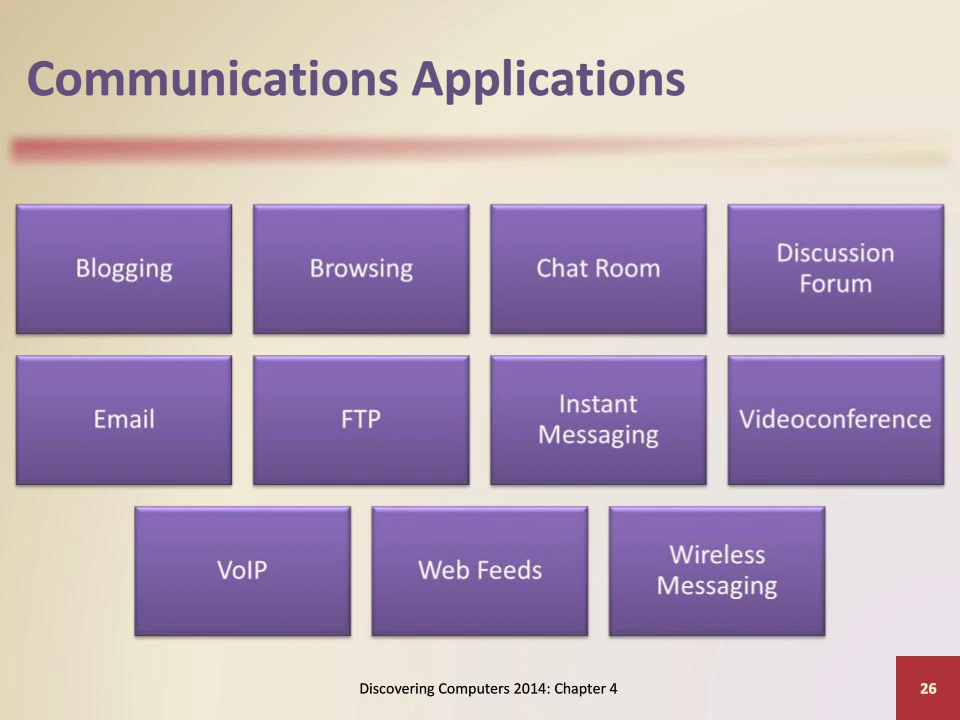 Communications Applications
Blogging
Browsing
Chat Room
Discussion
Forum
Email
FTP
Instant
Messaging
Videoconference
VoIP
Web Feeds
Wireless
Messaging
Discovering Computers 2014: Chapter 4
26